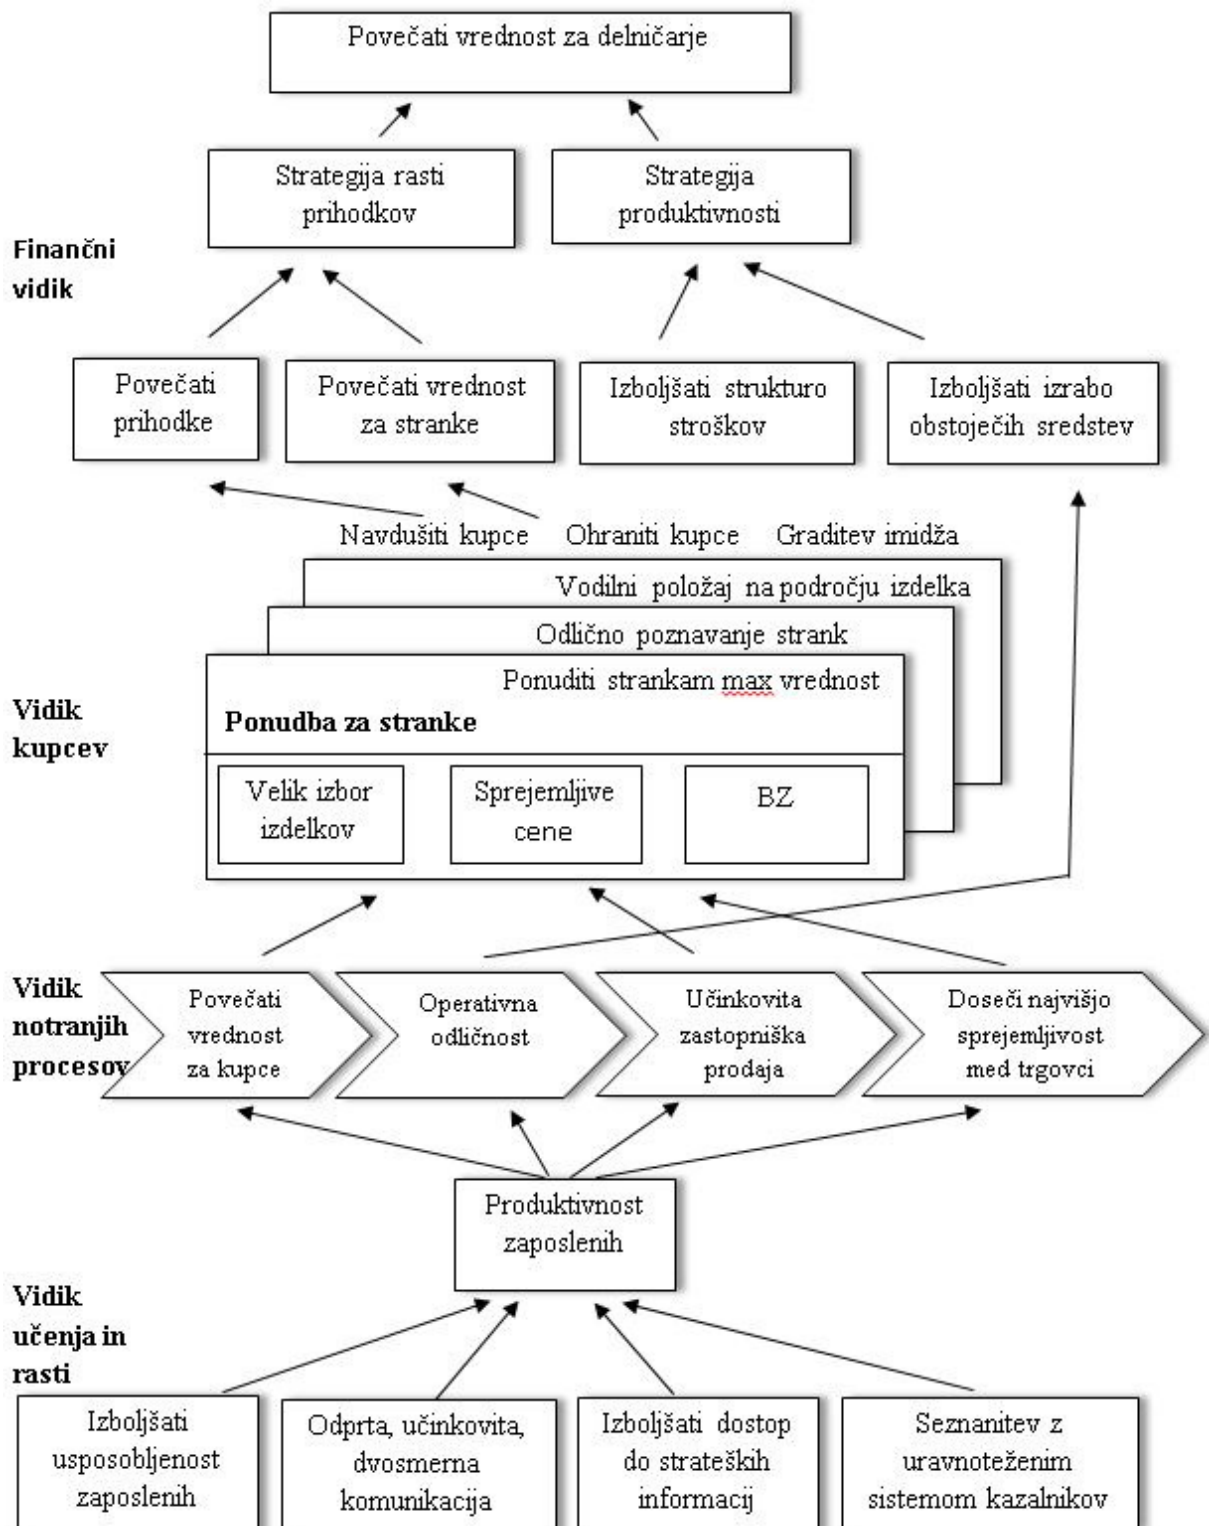 Povečati vrednost za delničarje
Strategija rasti
prihodkov
Strategija
produktivnosti
Finančni
vidik
Povečati
prihodke
Povečati vrednost
za stranke
Izboljšati strukturo
stroškov
Izboljšati izrabo
obstoječih sredstev
Navdušiti kupce Ohraniti kupce Graditev imidža
Vodilni položaj na področju izdelka
Odlično poznavanje strank
Ponuditi strankam max vrednost
Vidik
kupcev
Ponudba za stranke
Velik izbor
izdelkov
Sprejemljive
cene
BZ
Vidik
notranjih
procesov
Povečati
vrednost
za kupce
Operativna
odličnost
Učinkovita
zastopniška
prodaja
Doseči najvišjo
sprejemljivost
med trgovci
Produktivnost
zaposlenih
Vidik
učenja in
rasti
Izboljšati
usposobljenost
zaposlenih
Odprta, učinkovita,
dvosmerna
komunikacija
Izboljšati dostop
do strateških
informacij
Seznanitev z
uravnoteženim
sistemom kazalnikov